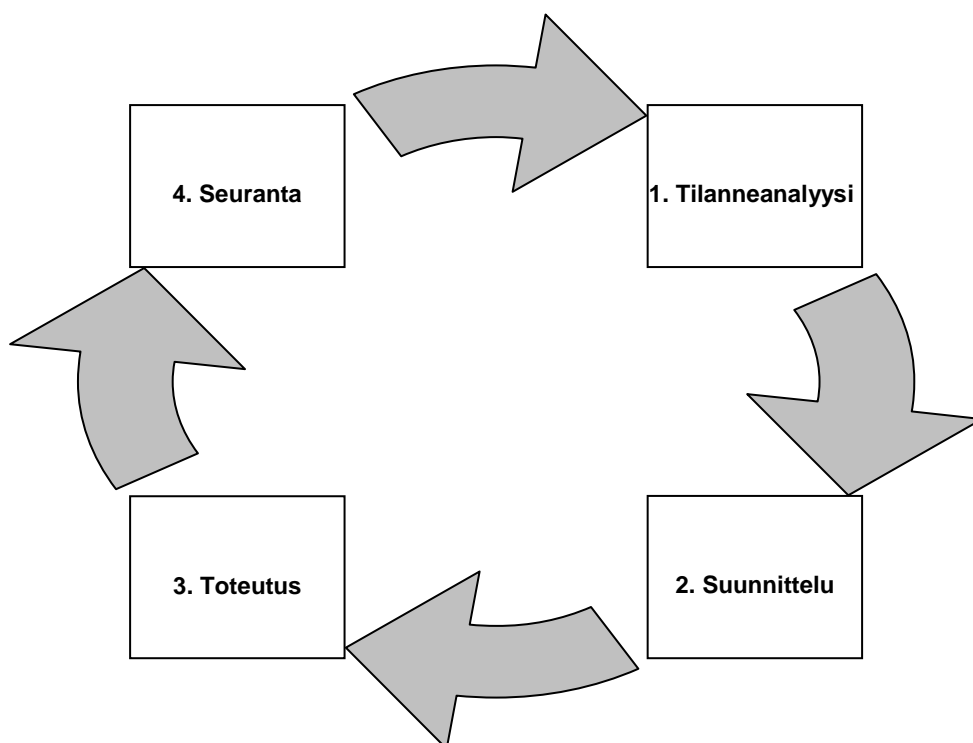 4. Seuranta
1. Tilanneanalyysi
3. Toteutus
2. Suunnittelu